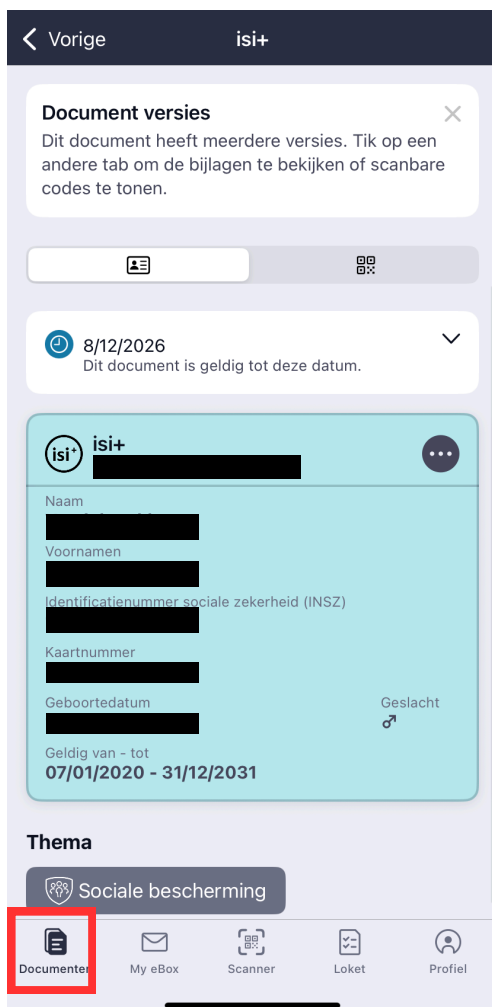 Vorige
isi+
Document versies
Dit document heeft meerdere versies. Tik op een
andere tab om de bijlagen te bekijken of scanbare
codes te tonen.
8/12/2026
Dit document is geldig tot deze datum.
isi+
isi+
Naam
Voornamen
Identificatienummer sociale zekerheid (INSZ)
Kaartnummer
Geboortedatum
Geslacht
Geldig van - tot
07/01/2020 - 31/12/2031
Thema
Sociale bescherming
Documenten
My eBox
Scanner
Loket
Profiel